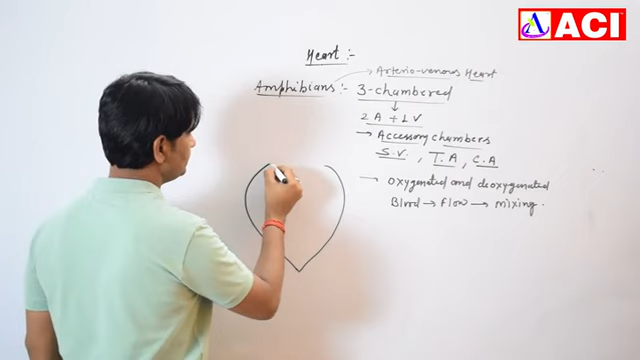 ACI
Heart :-
Arterio-venous Heart
Amphibians :- 3-chambered
↓
2 A + 1 V
→ Accessory chambers
S.V. , T.A , C.A
→ Oxygenated and deoxygenated
Blood → Flow → mixing.